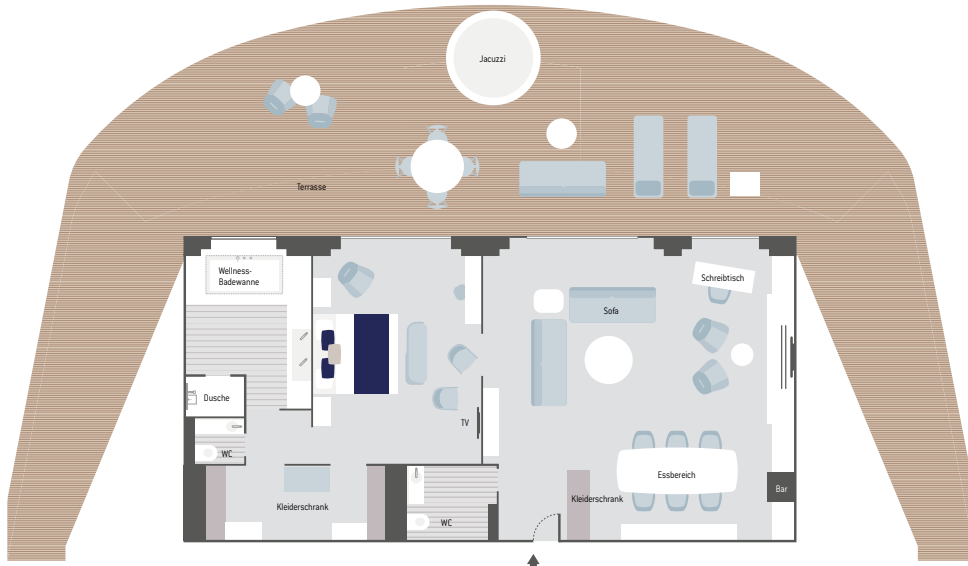 Jacuzzi
Terrasse
Wellness-
Badewanne
Schreibtisch
Sofa
Dusche
TV
WC
Essbereich
Bar
Kleiderschrank
Kleiderschrank
WC